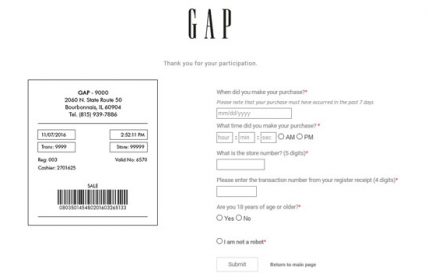 GAP
Thank you for your participation.
GAP - 9000
2060 N. State Route 50
Bourbonnais, IL 60904
Tel. (815) 939-7886
11/07/2016 2:52:11 PM
Trans: 9999 Store: 99999
Reg: 003 Valid No: 6579
Cashier: 2701625
SALE
When did you make your purchase?*
Please note that your purchase must have occurred in the past 7 days
mm/dd/yyyy
What time did you make your purchase? *
hour : min : sec AM PM
What is the store number? (5 digits)*
Please enter the transaction number from your register receipt (4 digits)*
Are you 18 years of age or older?*
Yes No
I am not a robot*
Submit Return to main page